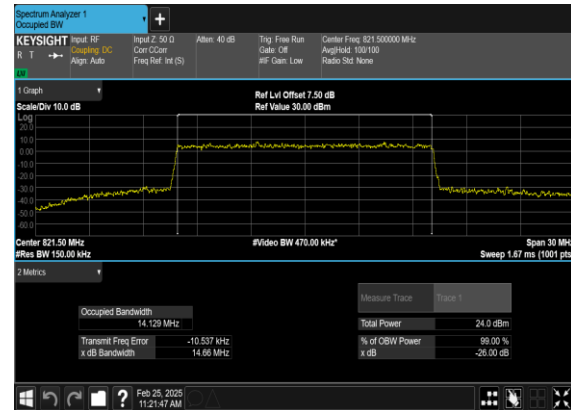 Spectrum Analyzer 1
Occupied BW
+
KEYSIGHT
R T
LXI
Input: RF
Coupling: DC
Align: Auto
Input Z: 50 Ω
Corr CCorr
Freq Ref: Int (S)
Atten: 40 dB
Trig: Free Run
Gate: Off
#IF Gain: Low
Center Freq: 821.500000 MHz
Avg|Hold: 100/100
Radio Std: None
1 Graph
Scale/Div 10.0 dB
Ref Lvl Offset 7.50 dB
Ref Value 30.00 dBm
Log
20.0
10.0
0.00
-10.0
-20.0
-30.0
-40.0
-50.0
-60.0
Center 821.50 MHz
#Res BW 150.00 kHz
#Video BW 470.00 kHz*
Span 30 MHz
Sweep 1.67 ms (1001 pts)
2 Metrics
Occupied Bandwidth
14.129 MHz
Transmit Freq Error -10.537 kHz
x dB Bandwidth 14.66 MHz
Measure Trace Trace 1
Total Power 24.0 dBm
% of OBW Power 99.00 %
x dB -26.00 dB
?
Feb 25, 2025
11:21:47 AM